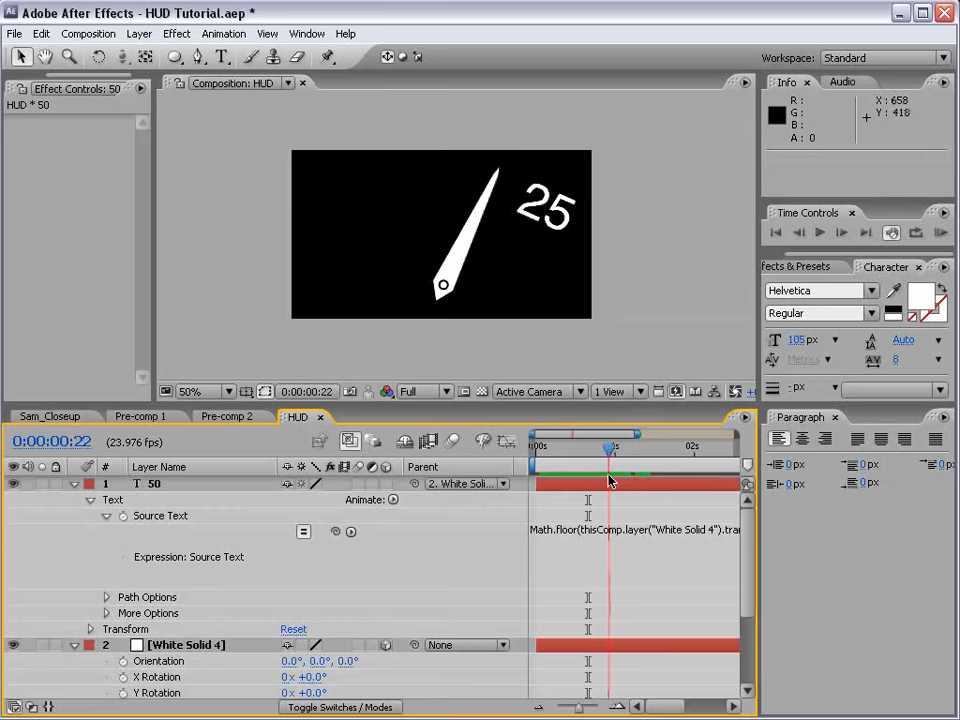 Adobe After Effects - HUD Tutorial.aep *
File Edit Composition Layer Effect Animation View Window Help
Workspace: Standard
Effect Controls: 50
HUD * 50
Composition: HUD
25
50% 0:00:00:22 Full Active Camera 1 View
Info Audio
R:
G:
B:
A: 0
X: 658
Y: 418
Time Controls
Effects & Presets Character
Helvetica
Regular
105 px Auto
Metrics 8
- px
Paragraph
0 px 0 px 0 px
0 px 0 px
Sam_Closeup Pre-comp 1 Pre-comp 2 HUD
0:00:00:22 (23.976 fps)
# Layer Name Parent
:00s 02s
1 T 50 2. White Soli...
Text Animate:
Source Text
Expression: Source Text
Math.floor(thisComp.layer("White Solid 4").tra
Path Options
More Options
Transform Reset
2 [White Solid 4] None
Orientation 0.0°, 0.0°, 0.0°
X Rotation 0 x +0.0°
Y Rotation 0 x +0.0°
Toggle Switches / Modes